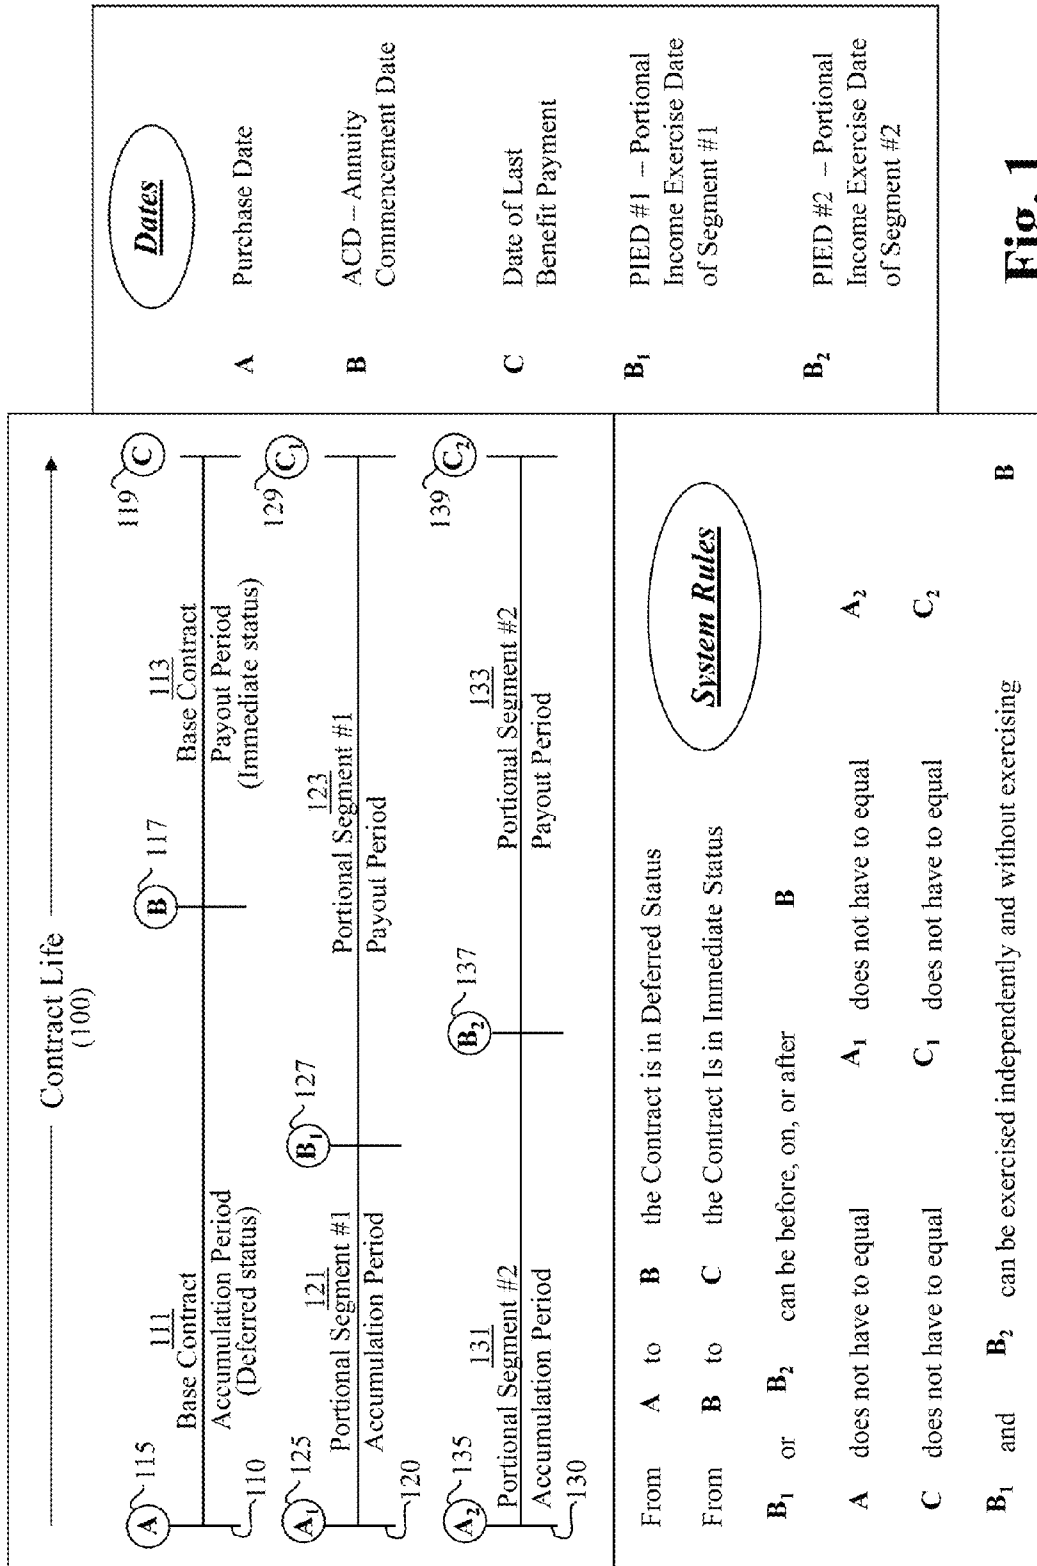 Contract Life
(100)
A 115
B 117
119 C
111
Base Contract
Accumulation Period
(Deferred status)
113
Base Contract
Payout Period
(Immediate status)
110
A1 125
B1 127
129 C1
121
Portional Segment #1
Accumulation Period
123
Portional Segment #1
Payout Period
120
A2 135
B2 137
139 C2
131
Portional Segment #2
Accumulation Period
133
Portional Segment #2
Payout Period
130
System Rules
From A to B the Contract is in Deferred Status
From B to C the Contract Is in Immediate Status
B1 or B2 can be before, on, or after B
A does not have to equal A1 does not have to equal A2
C does not have to equal C1 does not have to equal C2
B1 and B2 can be exercised independently and without exercising B
Dates
A Purchase Date
B ACD – Annuity
Commencement Date
C Date of Last
Benefit Payment
B1 PIED #1 – Portional
Income Exercise Date
of Segment #1
B2 PIED #2 – Portional
Income Exercise Date
of Segment #2
Fig. 1